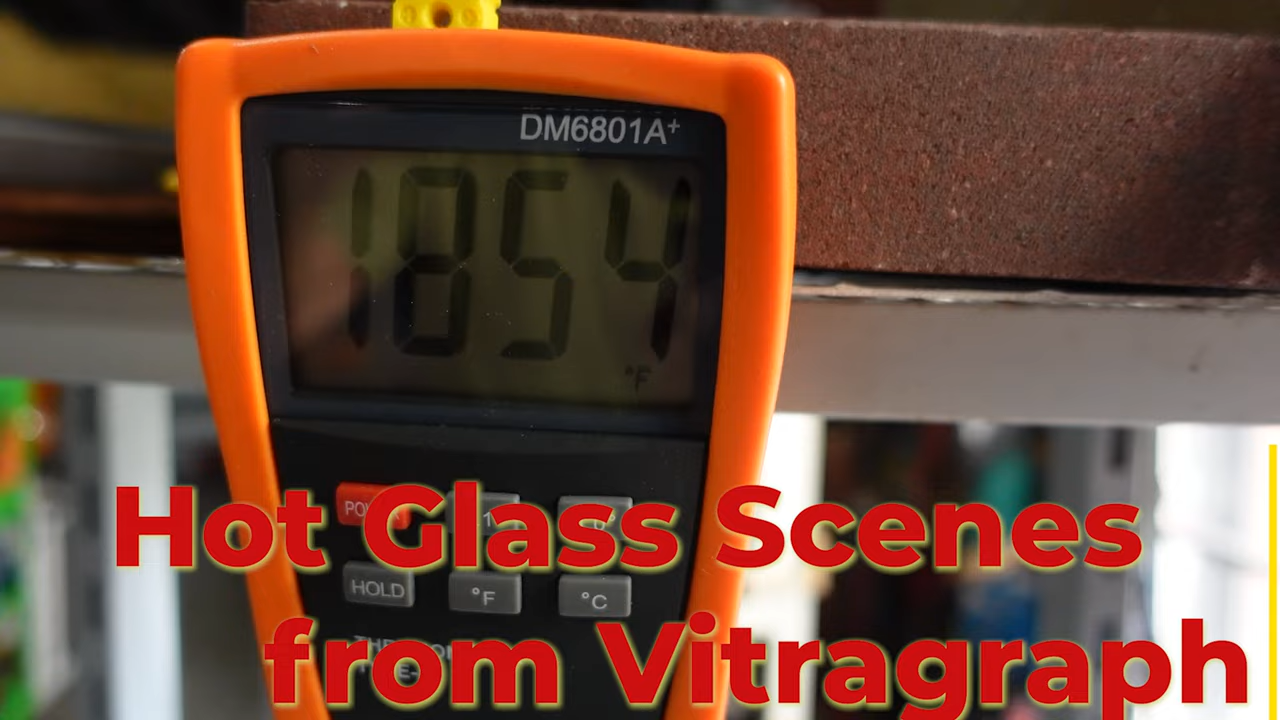 DM6801A+
1854
°F
Hot Glass Scenes
HOLD °F °C
from Vitragraph